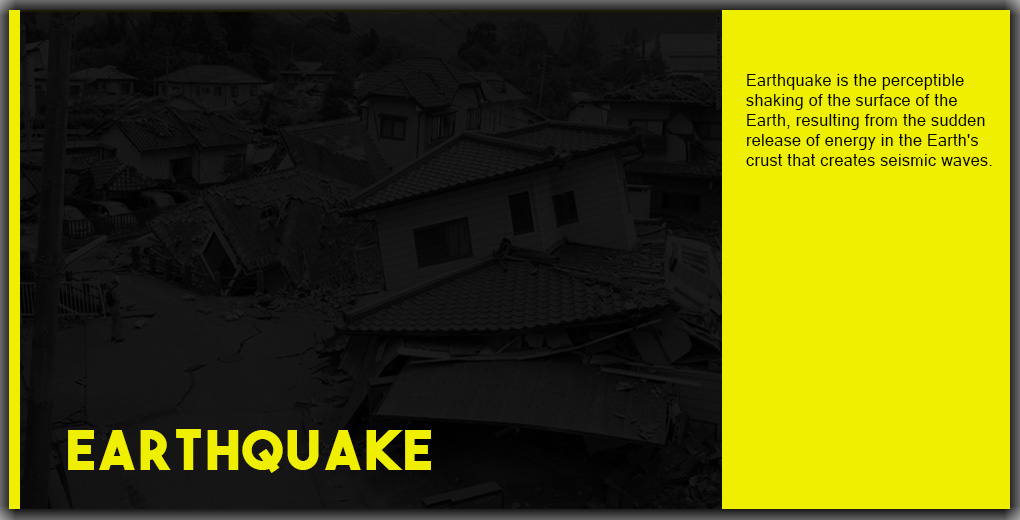 Earthquake is the perceptible
shaking of the surface of the
Earth, resulting from the sudden
release of energy in the Earth's
crust that creates seismic waves.
EARTHQUAKE